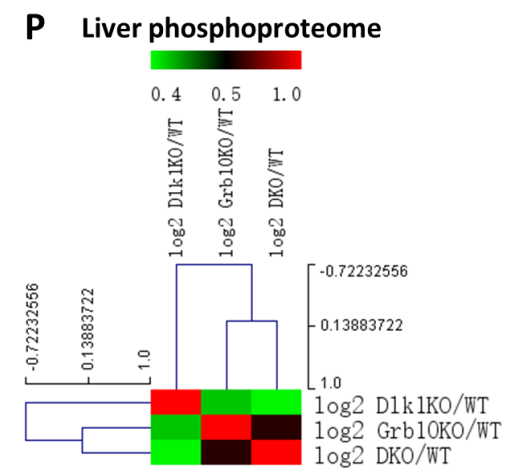 P Liver phosphoproteome
0.4 0.5 1.0
log2 Dlk1KO/WT
log2 Grb10KO/WT
log2 DKO/WT
-0.72232556
0.13883722
1.0
-0.72232556
0.13883722
1.0
log2 Dlk1KO/WT
log2 Grb10KO/WT
log2 DKO/WT